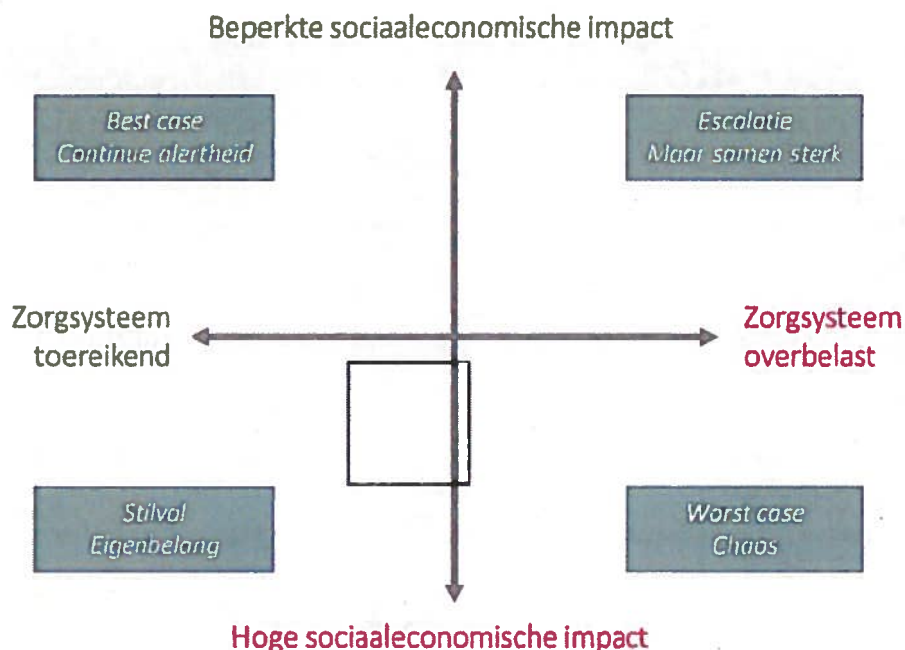 Beperkte sociaaleconomische impact
Best case
Continue alertheid
Escalatie
Maar samen sterk
Zorgsysteem
toereikend
Zorgsysteem
overbelast
Stilval
Eigenbelang
Worst case
Chaos
Hoge sociaaleconomische impact